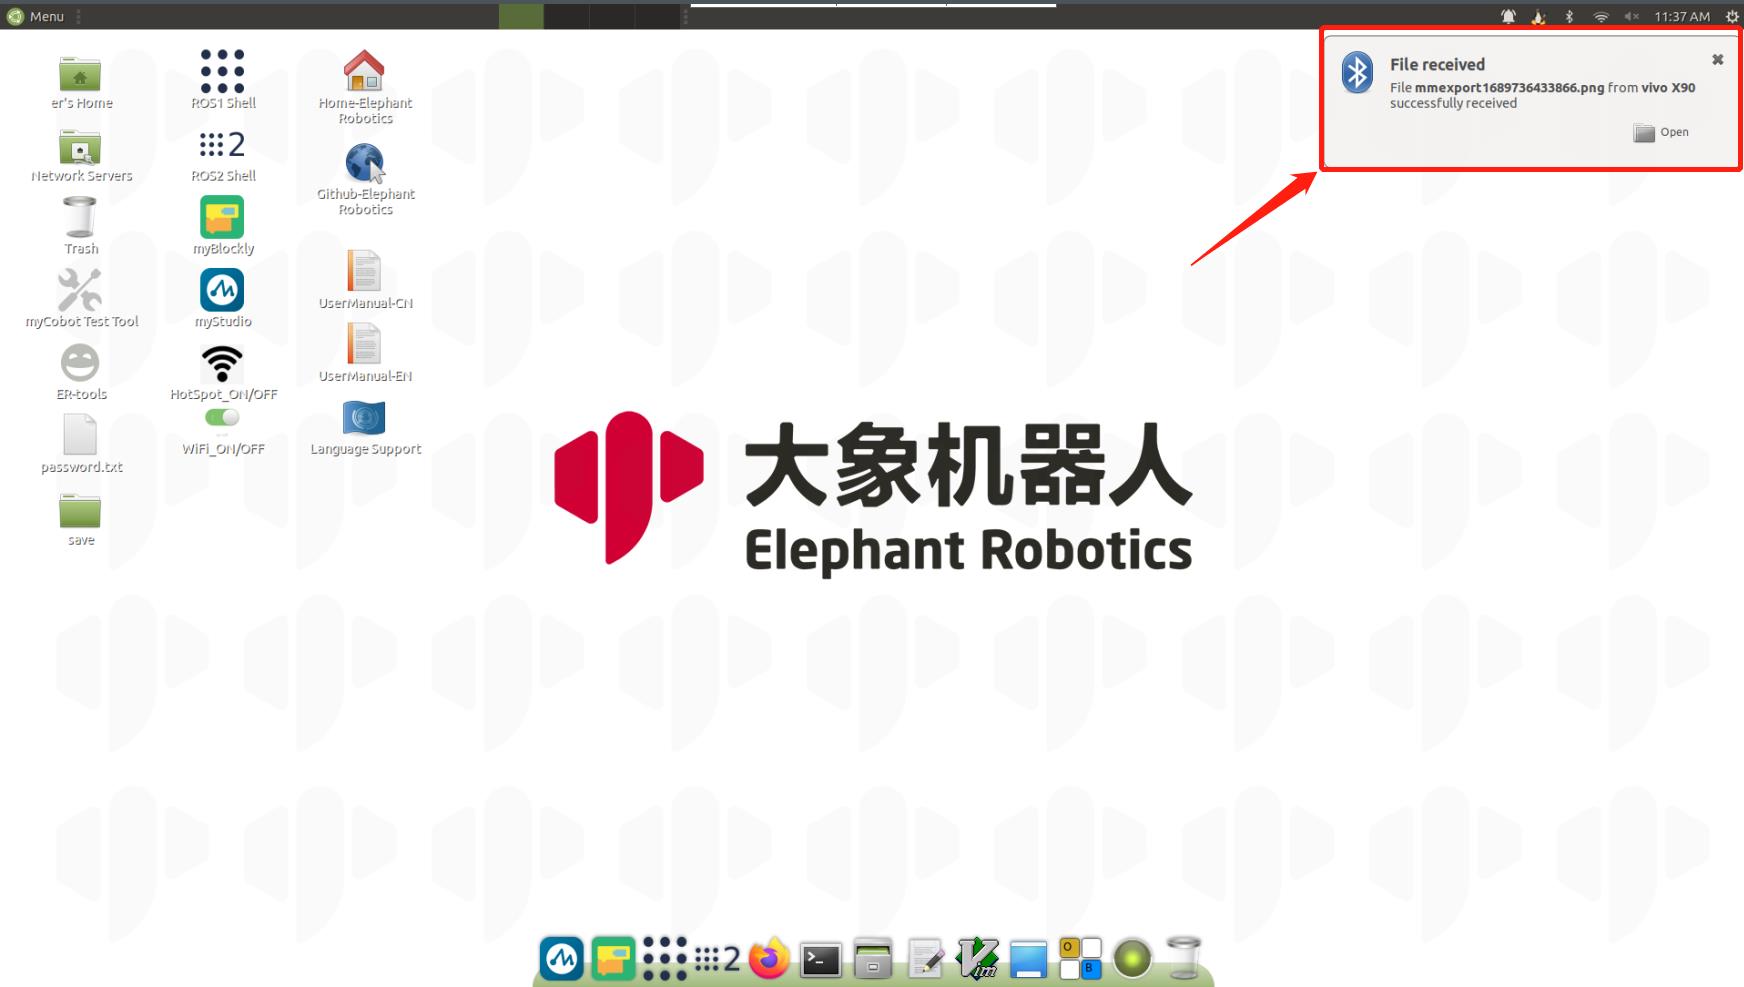 Menu
11:37 AM
File received
File mmexport1689736433866.png from vivo X90
successfully received
Open
er's Home
ROS1 Shell
Home-Elephant
Robotics
2
Network Servers
ROS2 Shell
Github-Elephant
Robotics
Trash
myBlockly
UserManual-CN
myCobot Test Tool
myStudio
UserManual-EN
ER-tools
HotSpot_ON/OFF
WiFi_ON/OFF
Language Support
password.txt
save
大象机器人
Elephant Robotics
2
>_
Vim
O
B